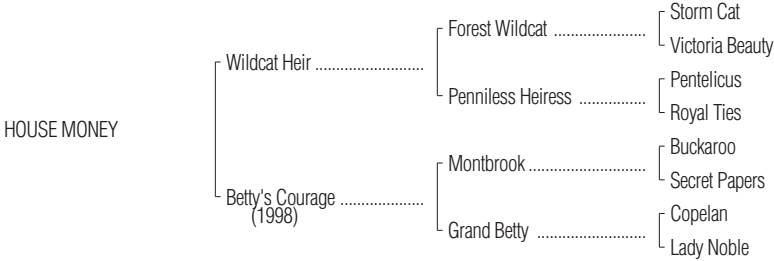 Storm Cat
Forest Wildcat ......................
Victoria Beauty
Wildcat Heir ..........................
Pentelicus
Penniless Heiress ................
Royal Ties
HOUSE MONEY
Buckaroo
Montbrook............................
Secret Papers
Betty's Courage ....................
(1998)
Copelan
Grand Betty ..........................
Lady Noble